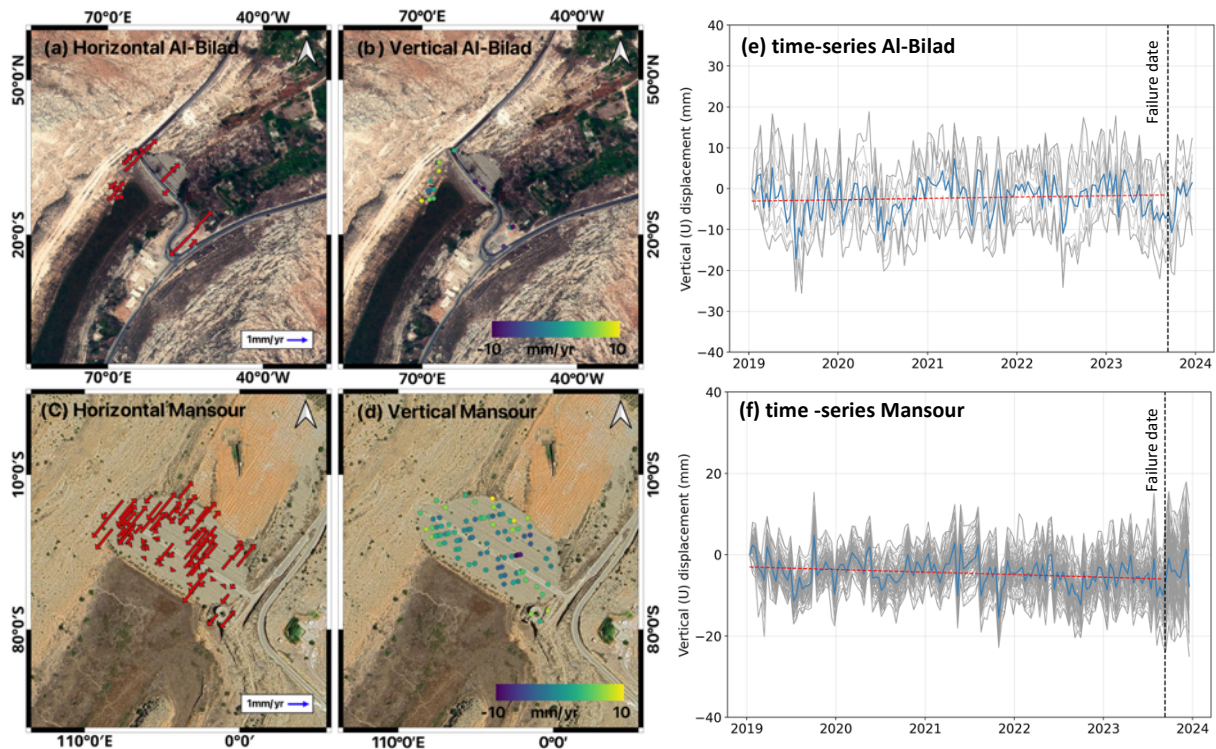 70°0′E 40°0′W 70°0′E 40°0′W
(a) Horizontal Al-Bilad
(b) Vertical Al-Bilad
50°0′N
50°0′N
20°0′S
20°0′S
1mm/yr
-10 mm/yr 10
70°0′E 40°0′W 70°0′E 40°0′W
(C) Horizontal Mansour
(d) Vertical Mansour
10°0′S
10°0′S
80°0′S
80°0′S
1mm/yr
-10 mm/yr 10
110°0′E 0°0′ 110°0′E 0°0′
(e) time-series Al-Bilad
Failure date
Vertical (U) displacement (mm)
40
30
20
10
0
−10
−20
−30
−40
2019 2020 2021 2022 2023 2024
(f) time -series Mansour
Failure date
Vertical (U) displacement (mm)
40
20
0
−20
−40
2019 2020 2021 2022 2023 2024